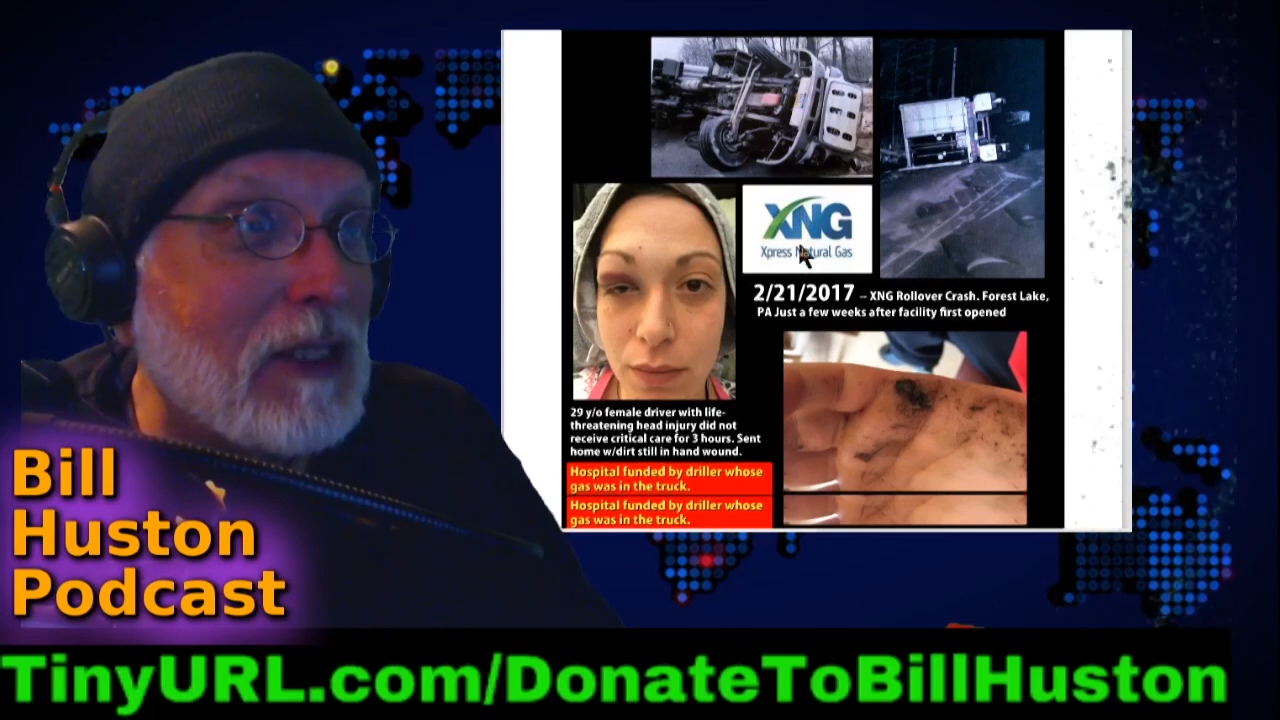 XNG
Xpress Natural Gas
2/21/2017 -- XNG Rollover Crash. Forest Lake,
PA Just a few weeks after facility first opened
29 y/o female driver with life-
threatening head injury did not
receive critical care for 3 hours. Sent
home w/dirt still in hand wound.
Hospital funded by driller whose
gas was in the truck.
Hospital funded by driller whose
gas was in the truck.
Bill
Huston
Podcast
TinyURL.com/DonateToBillHuston